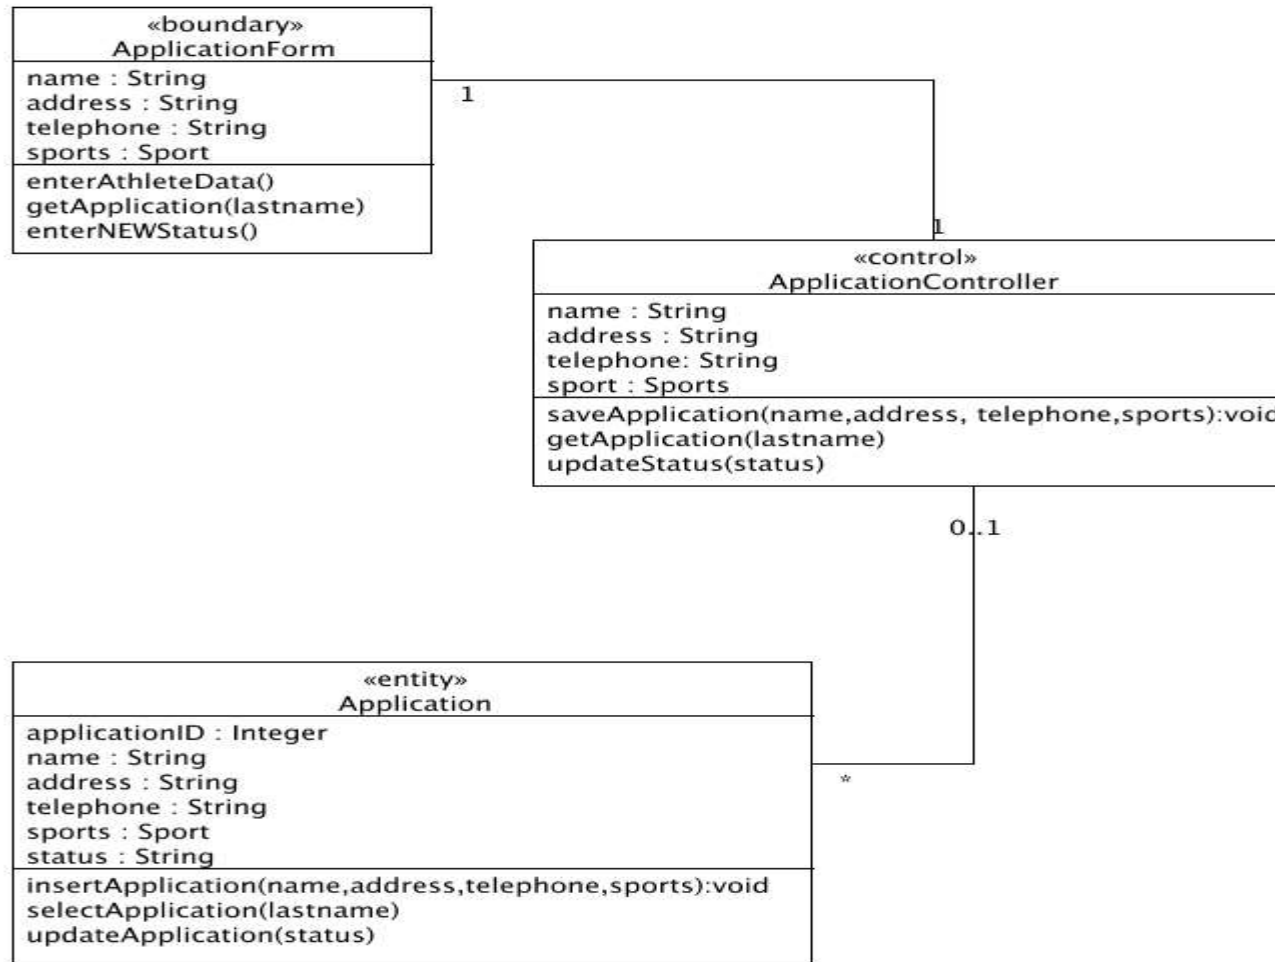 «boundary»
ApplicationForm
name : String
address : String
telephone : String
sports : Sport
enterAthleteData()
getApplication(lastname)
enterNEWStatus()
1
1
«control»
ApplicationController
name : String
address : String
telephone: String
sport : Sports
saveApplication(name,address, telephone,sports):void
getApplication(lastname)
updateStatus(status)
0..1
«entity»
Application
applicationID : Integer
name : String
address : String
telephone : String
sports : Sport
status : String
*
insertApplication(name,address,telephone,sports):void
selectApplication(lastname)
updateApplication(status)